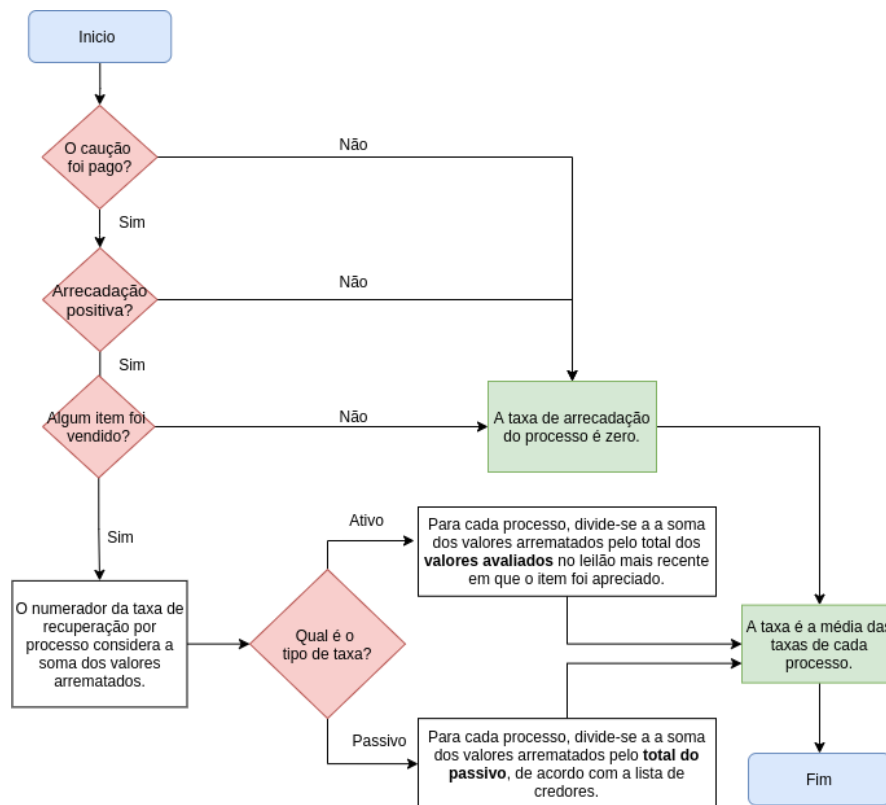 Inicio
O caução
foi pago?
Não
Sim
Arrecadação
positiva?
Não
Sim
Algum item foi
vendido?
Não
A taxa de arrecadação
do processo é zero.
Sim
O numerador da taxa de
recuperação por
processo considera a
soma dos valores
arrematados.
Qual é o
tipo de taxa?
Ativo
Para cada processo, divide-se a a soma
dos valores arrematados pelo total dos
valores avaliados no leilão mais recente
em que o item foi apreciado.
A taxa é a média das
taxas de cada
processo.
Passivo
Para cada processo, divide-se a a soma
dos valores arrematados pelo total do
passivo, de acordo com a lista de
credores.
Fim